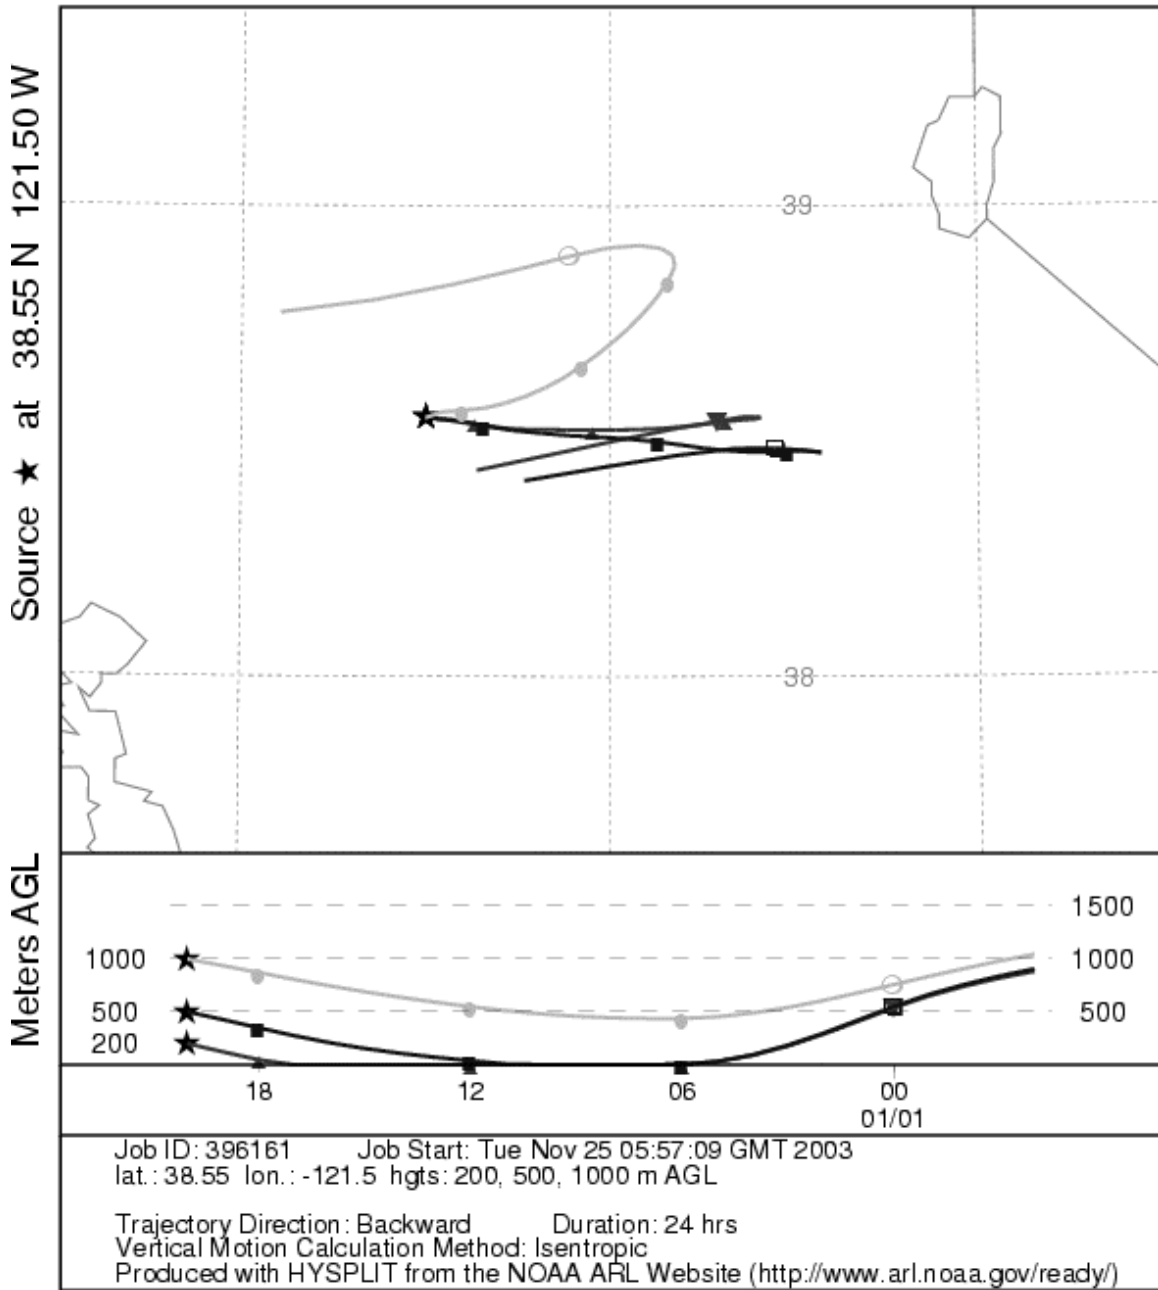 Source ★ at 38.55 N 121.50 W
39
38
Meters AGL
1500
1000 1000
500 500
200
18 12 06 00
01/01
Job ID: 396161 Job Start: Tue Nov 25 05:57:09 GMT 2003
lat.: 38.55 lon.: -121.5 hgts: 200, 500, 1000 m AGL
Trajectory Direction: Backward Duration: 24 hrs
Vertical Motion Calculation Method: Isentropic
Produced with HYSPLIT from the NOAA ARL Website (http://www.arl.noaa.gov/ready/)